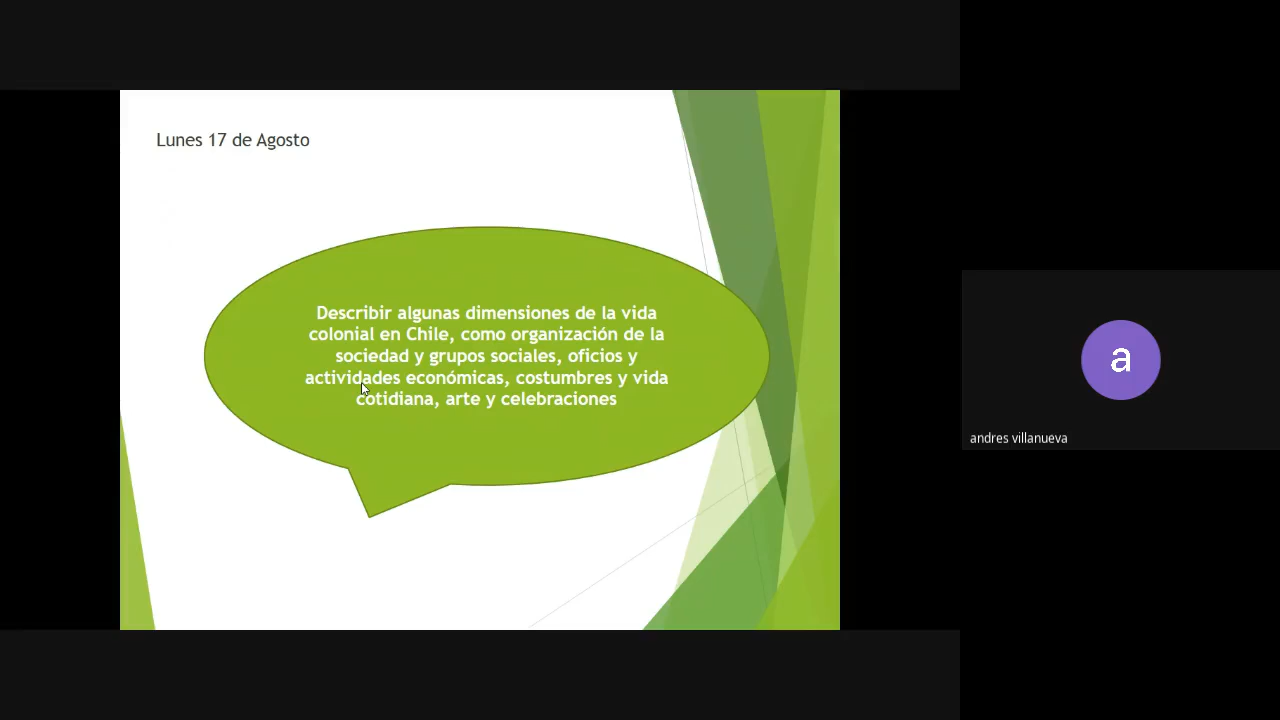 Lunes 17 de Agosto
Describir algunas dimensiones de la vida
colonial en Chile, como organización de la
sociedad y grupos sociales, oficios y
actividades económicas, costumbres y vida
cotidiana, arte y celebraciones
a
andres villanueva